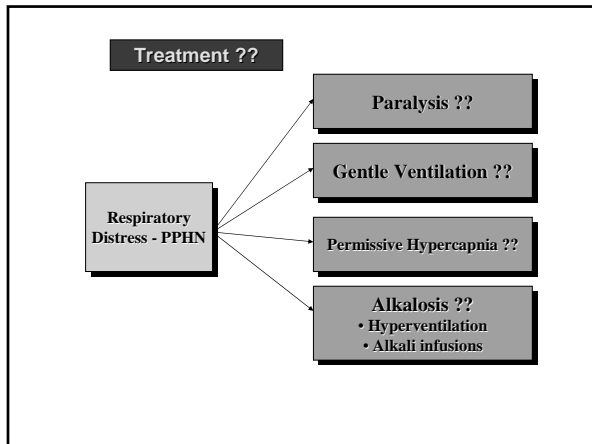 Treatment ??
Paralysis ??
Gentle Ventilation ??
Respiratory
Distress - PPHN
Permissive Hypercapnia ??
Alkalosis ??
• Hyperventilation
• Alkali infusions